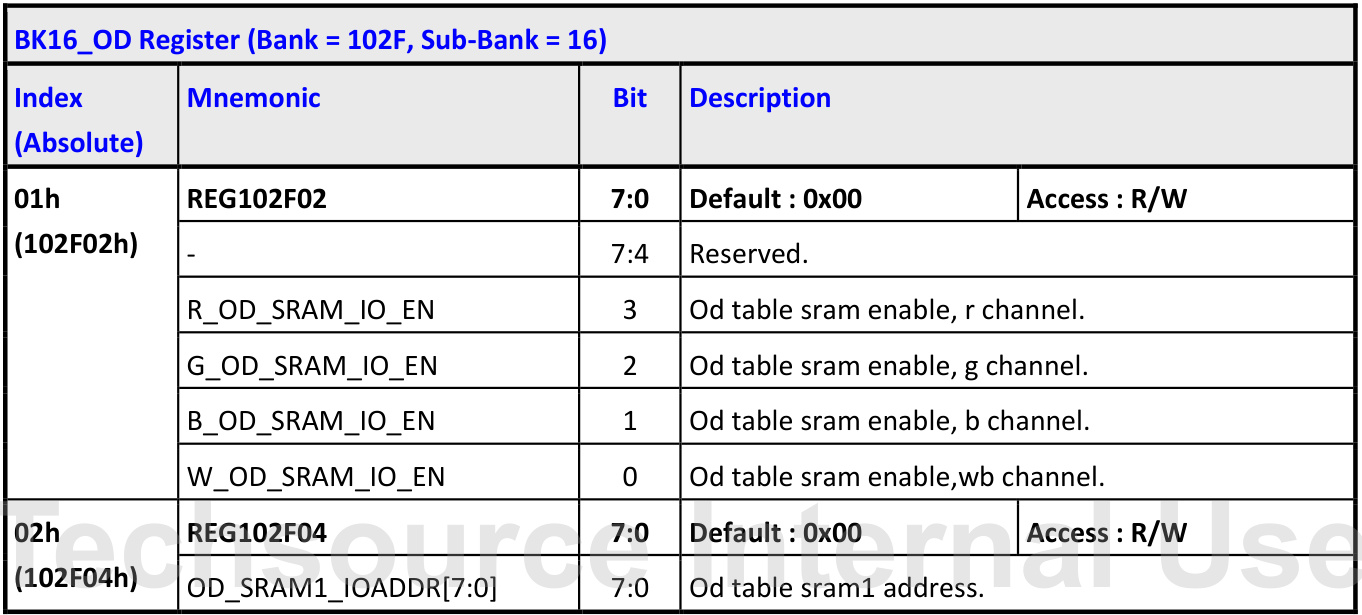 BK16_OD Register (Bank = 102F, Sub-Bank = 16)
Index (Absolute) Mnemonic Bit Description
01h (102F02h) REG102F02 7:0 Default : 0x00 Access : R/W
- 7:4 Reserved.
R_OD_SRAM_IO_EN 3 Od table sram enable, r channel.
G_OD_SRAM_IO_EN 2 Od table sram enable, g channel.
B_OD_SRAM_IO_EN 1 Od table sram enable, b channel.
W_OD_SRAM_IO_EN 0 Od table sram enable,wb channel.
02h (102F04h) REG102F04 7:0 Default : 0x00 Access : R/W
OD_SRAM1_IOADDR[7:0] 7:0 Od table sram1 address.
Techsource Internal Use